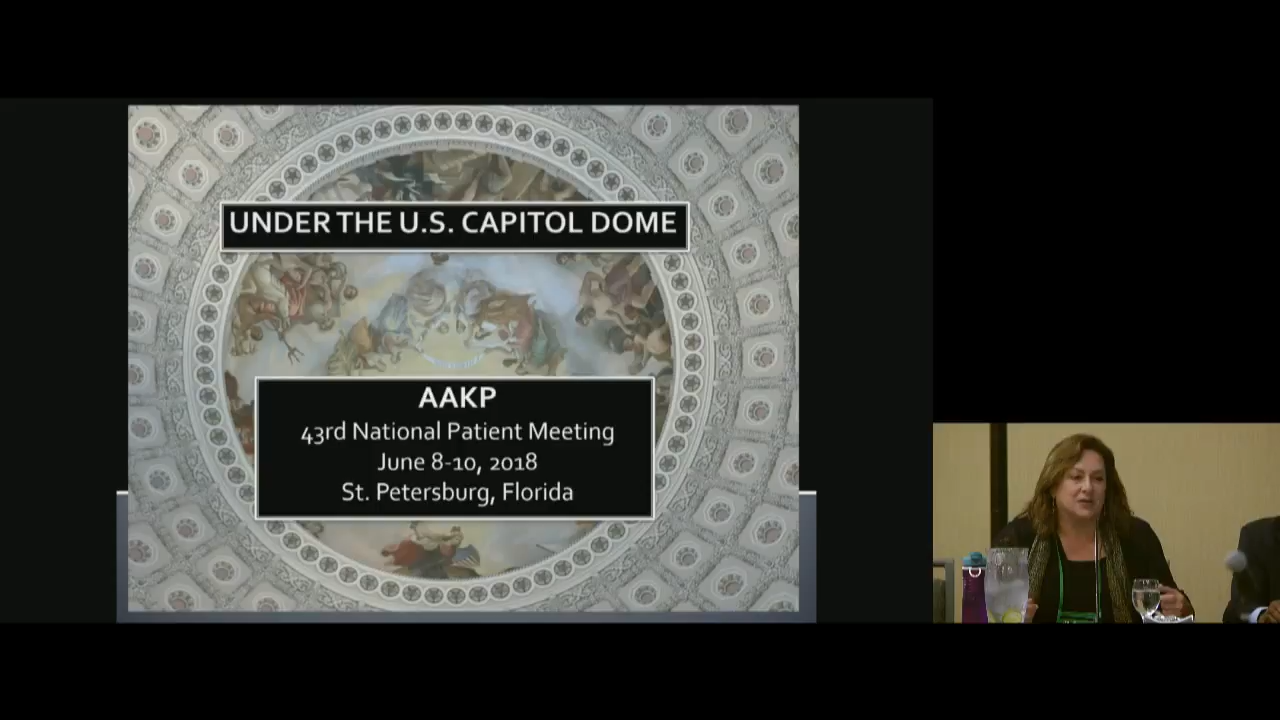 UNDER THE U.S. CAPITOL DOME
AAKP
43rd National Patient Meeting
June 8-10, 2018
St. Petersburg, Florida